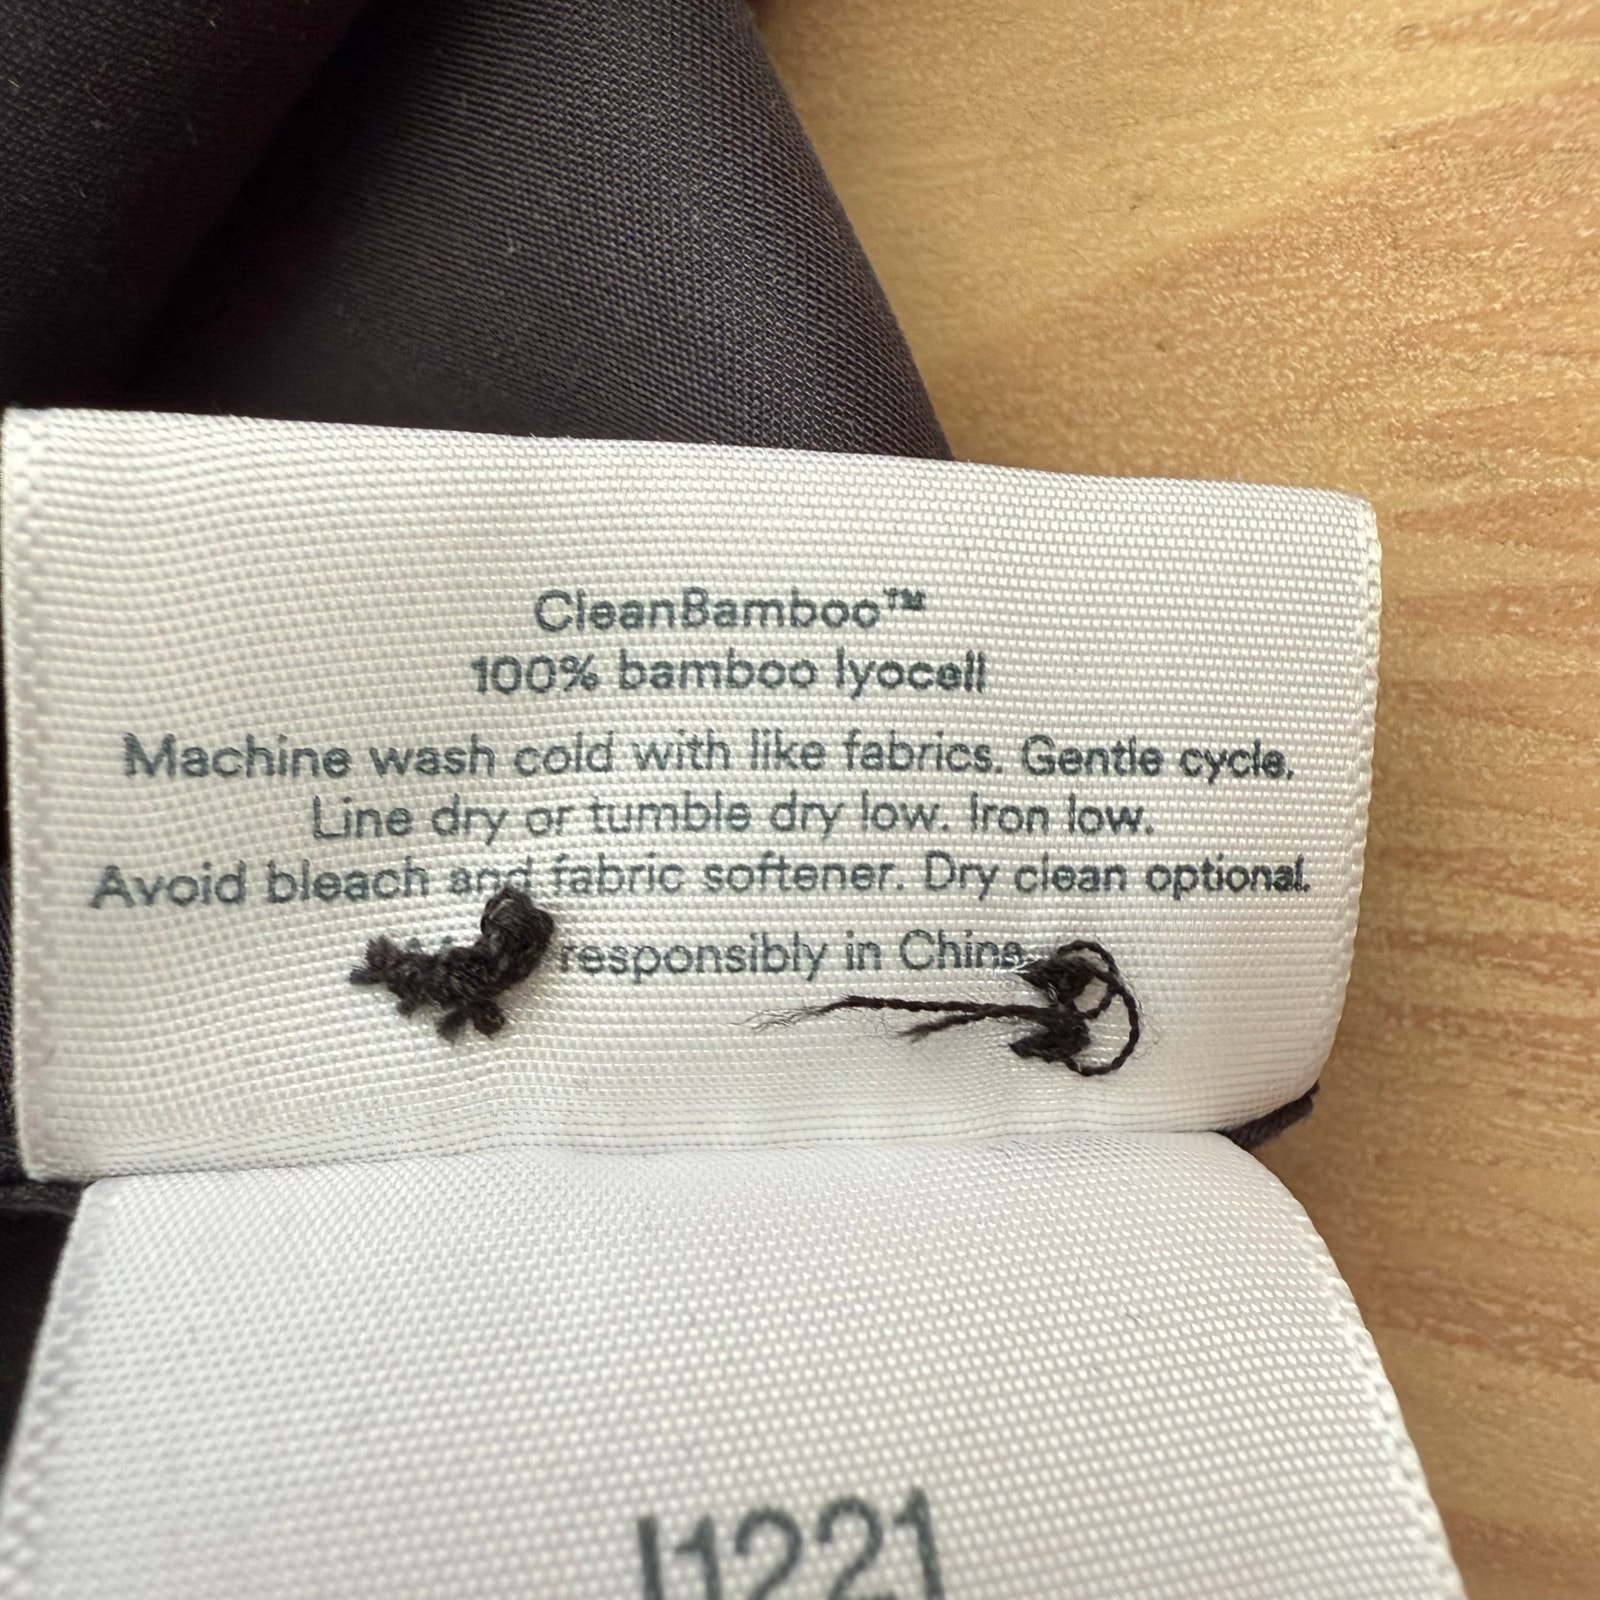 CleanBamboo™
100% bamboo lyocell
Machine wash cold with like fabrics. Gentle cycle.
Line dry or tumble dry low. Iron low.
Avoid bleach and fabric softener. Dry clean optional.
responsibly in China